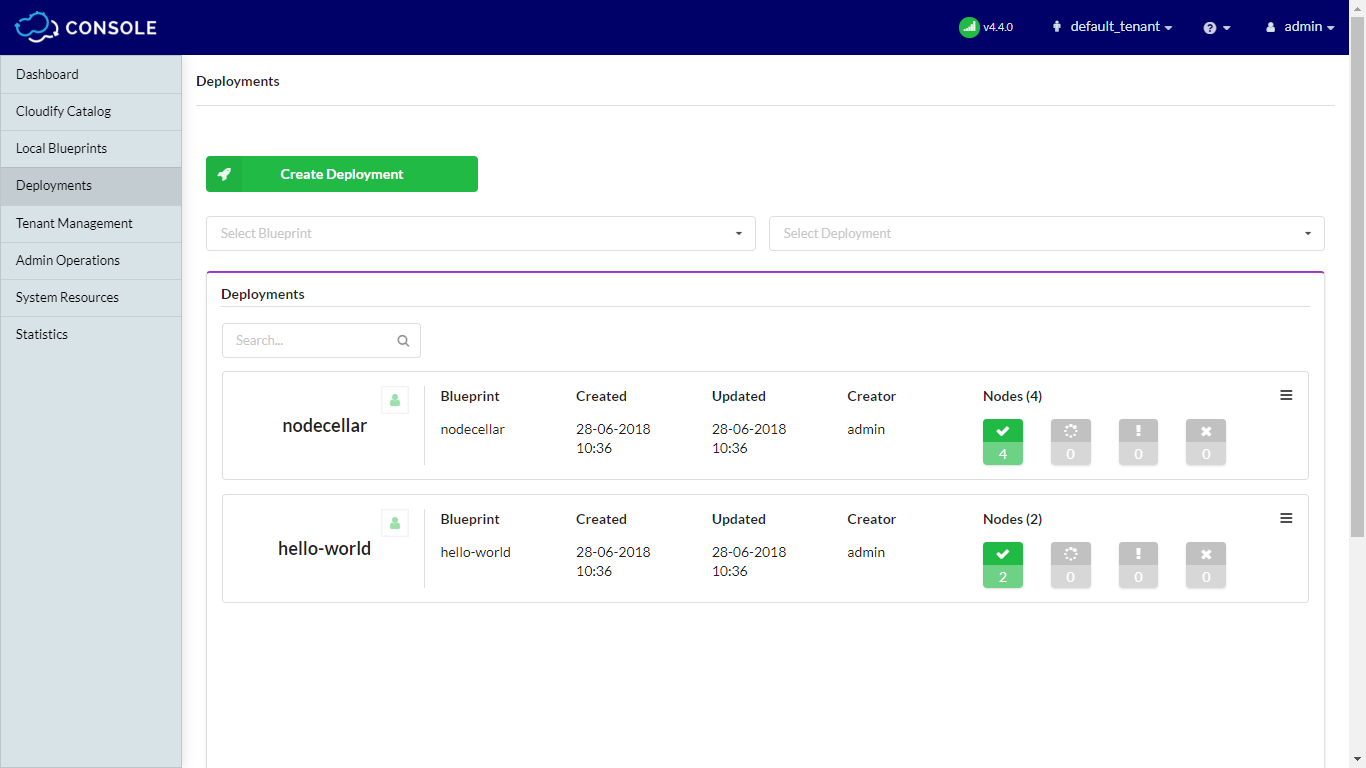 CONSOLE
v4.4.0
default_tenant
admin
Dashboard
Cloudify Catalog
Local Blueprints
Deployments
Tenant Management
Admin Operations
System Resources
Statistics
Deployments
Create Deployment
Select Blueprint
Select Deployment
Deployments
Search...
nodecellar
Blueprint
nodecellar
Created
28-06-2018
10:36
Updated
28-06-2018
10:36
Creator
admin
Nodes (4)
4
0
0
0
hello-world
Blueprint
hello-world
Created
28-06-2018
10:36
Updated
28-06-2018
10:36
Creator
admin
Nodes (2)
2
0
0
0